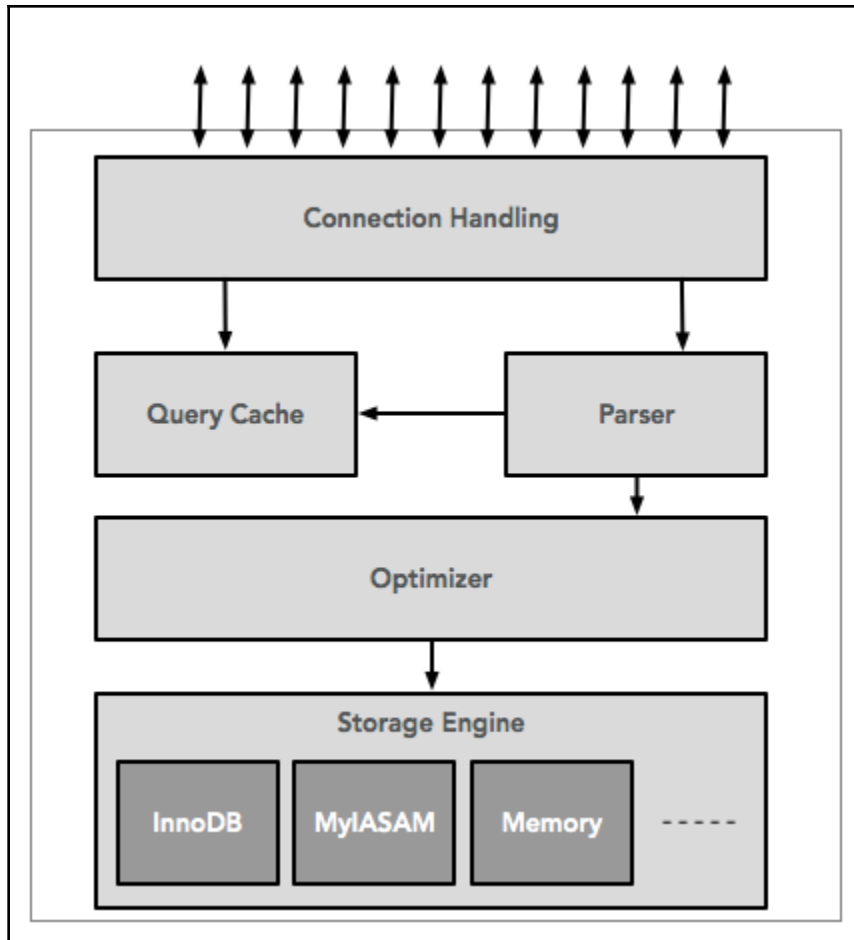 Connection Handling
Query Cache
Parser
Optimizer
Storage Engine
InnoDB
MyIASAM
Memory
-----